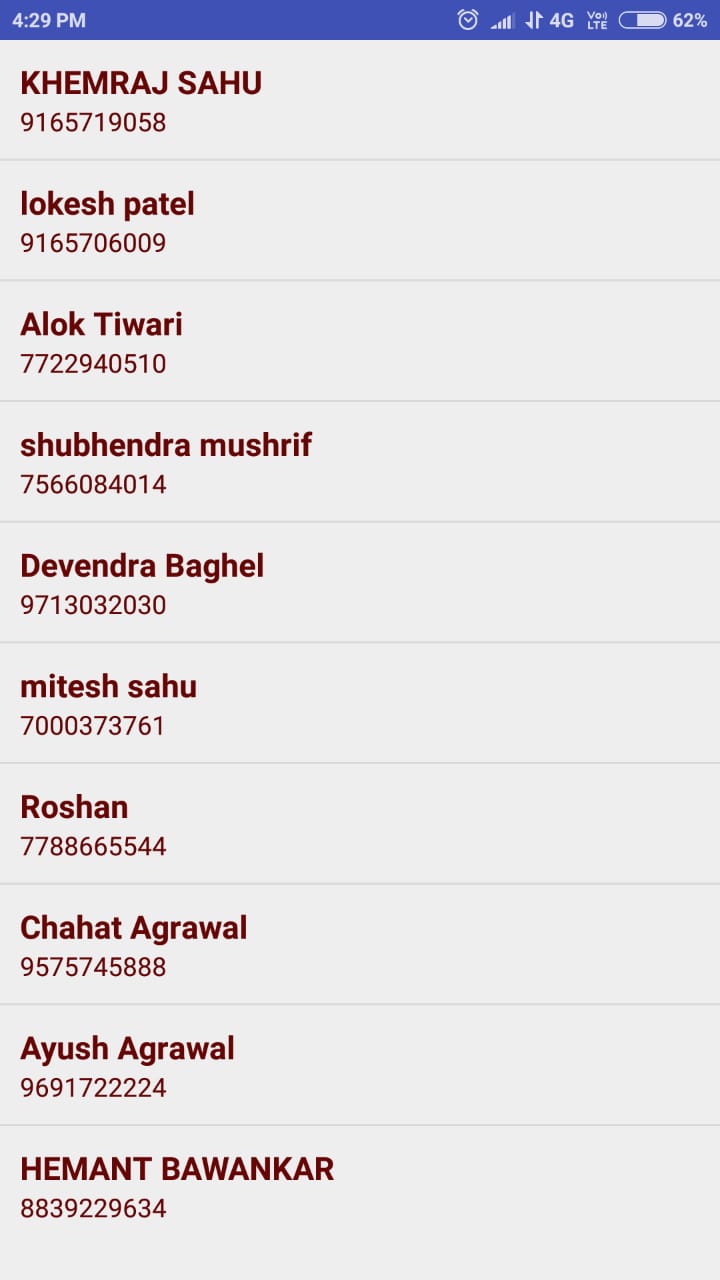 4:29 PM 4G Vo) LTE 62%
KHEMRAJ SAHU
9165719058
lokesh patel
9165706009
Alok Tiwari
7722940510
shubhendra mushrif
7566084014
Devendra Baghel
9713032030
mitesh sahu
7000373761
Roshan
7788665544
Chahat Agrawal
9575745888
Ayush Agrawal
9691722224
HEMANT BAWANKAR
8839229634